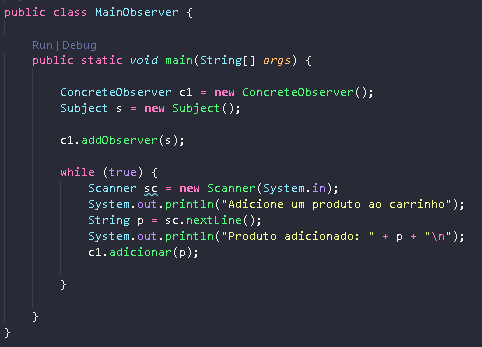 public class MainObserver {
Run | Debug
public static void main(String[] args) {
ConcreteObserver c1 = new ConcreteObserver();
Subject s = new Subject();
c1.addObserver(s);
while (true) {
Scanner sc = new Scanner(System.in);
System.out.println("Adicione um produto ao carrinho");
String p = sc.nextLine();
System.out.println("Produto adicionado: " + p + "\n");
c1.adicionar(p);
}
}
}